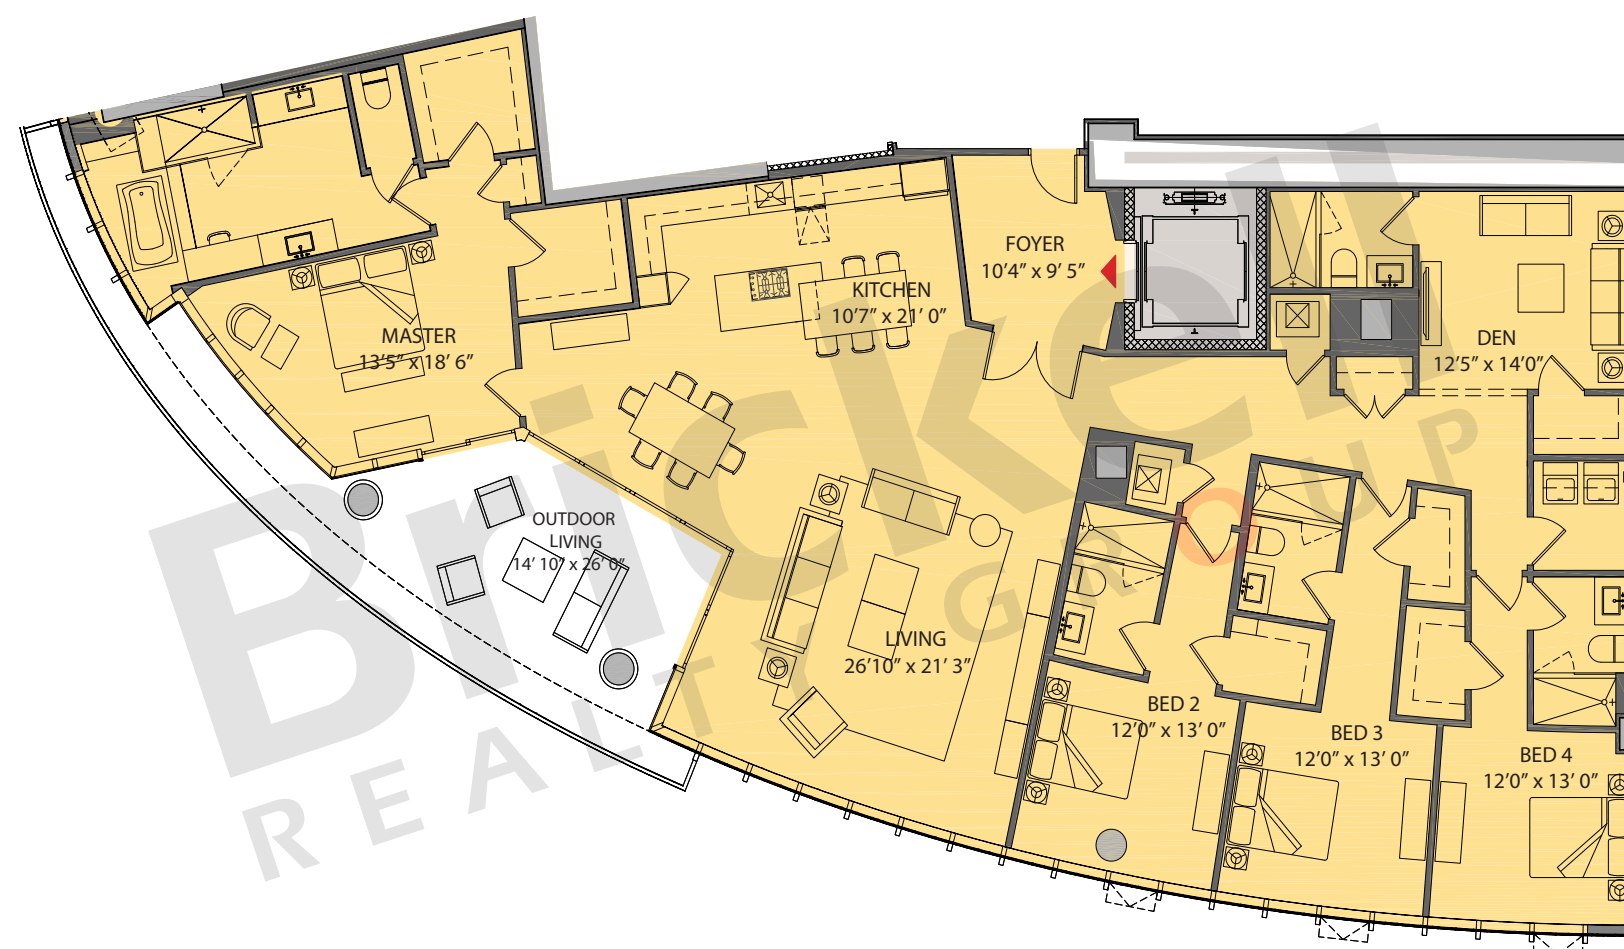 FOYER
10'4" x 9' 5"
KITCHEN
10'7" x 21' 0"
MASTER
13'5" x 18' 6"
DEN
12'5" x 14'0"
OUTDOOR
LIVING
14' 10" x 26' 0"
LIVING
26'10" x 21' 3"
BED 2
12'0" x 13' 0"
BED 3
12'0" x 13' 0"
BED 4
12'0" x 13' 0"
Brickell
REALTY GROUP